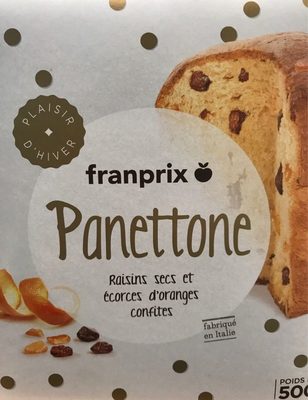 PLAISIR
D'HIVER
franprix
Panettone
Raisins secs et
écorces d'oranges
confites
fabriqué
en Italie
POIDS
500